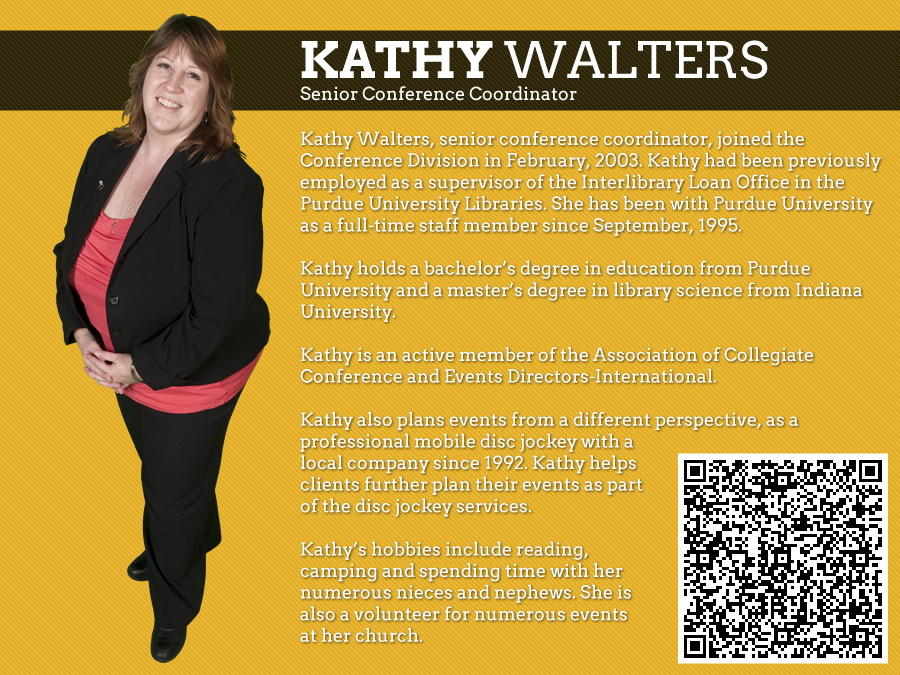 KATHY WALTERS
Senior Conference Coordinator
Kathy Walters, senior conference coordinator, joined the
Conference Division in February, 2003. Kathy had been previously
employed as a supervisor of the Interlibrary Loan Office in the
Purdue University Libraries. She has been with Purdue University
as a full-time staff member since September, 1995.
Kathy holds a bachelor's degree in education from Purdue
University and a master's degree in library science from Indiana
University.
Kathy is an active member of the Association of Collegiate
Conference and Events Directors-International.
Kathy also plans events from a different perspective, as a
professional mobile disc jockey with a
local company since 1992. Kathy helps
clients further plan their events as part
of the disc jockey services.
Kathy's hobbies include reading,
camping and spending time with her
numerous nieces and nephews. She is
also a volunteer for numerous events
at her church.